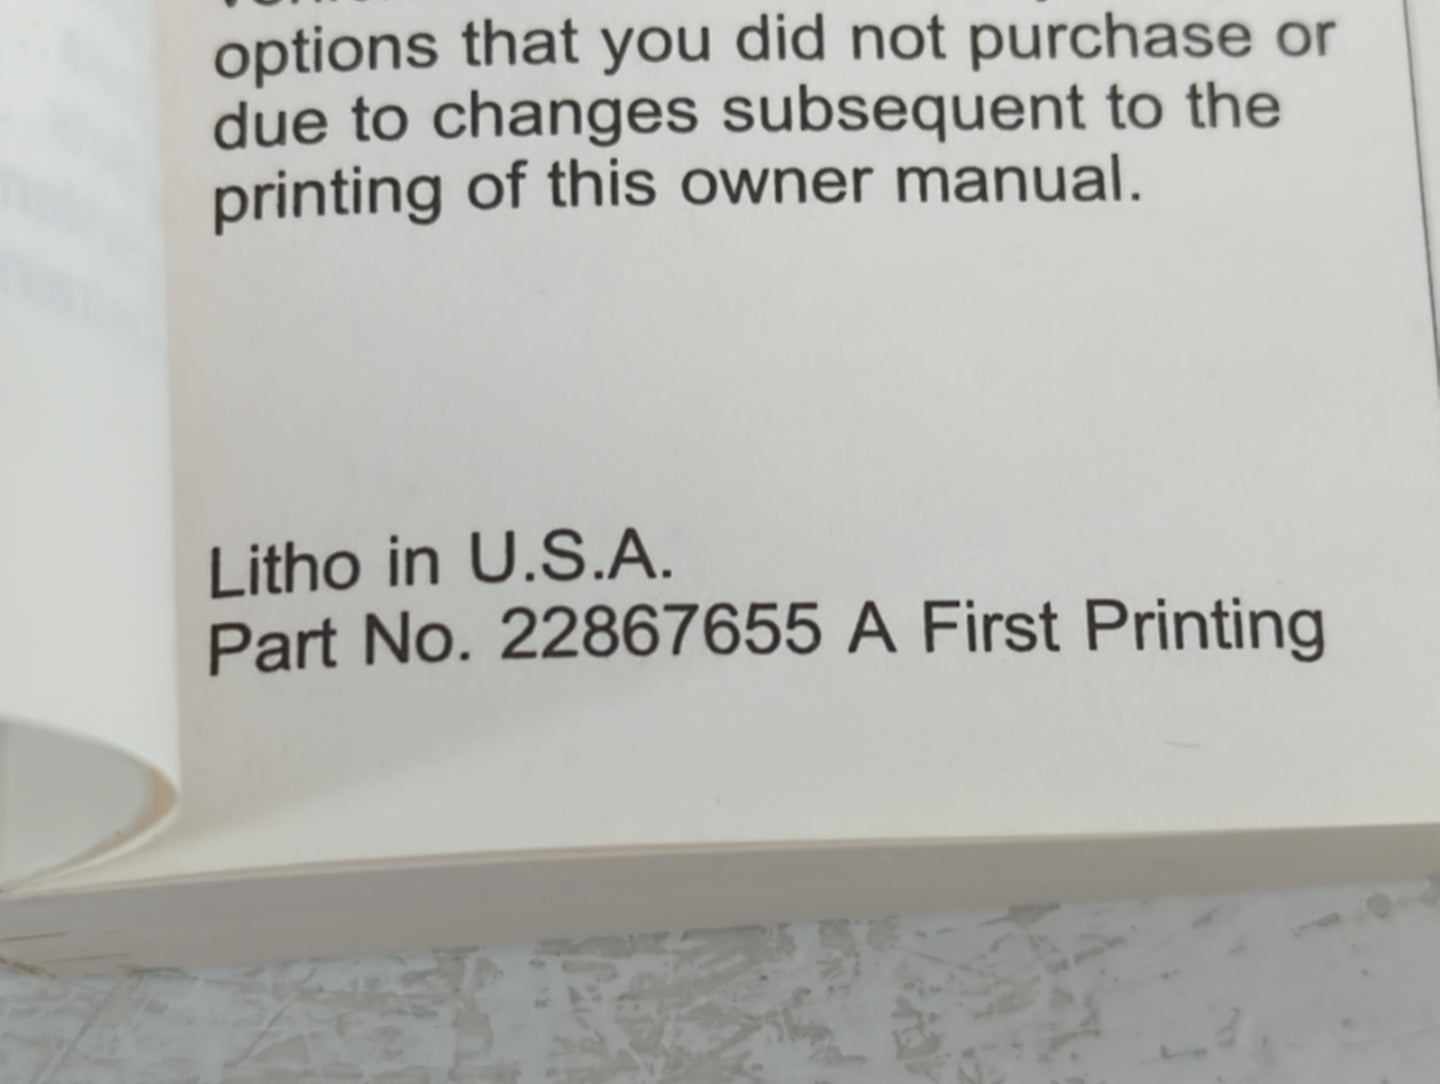 options that you did not purchase or
due to changes subsequent to the
printing of this owner manual.
Litho in U.S.A.
Part No. 22867655 A First Printing